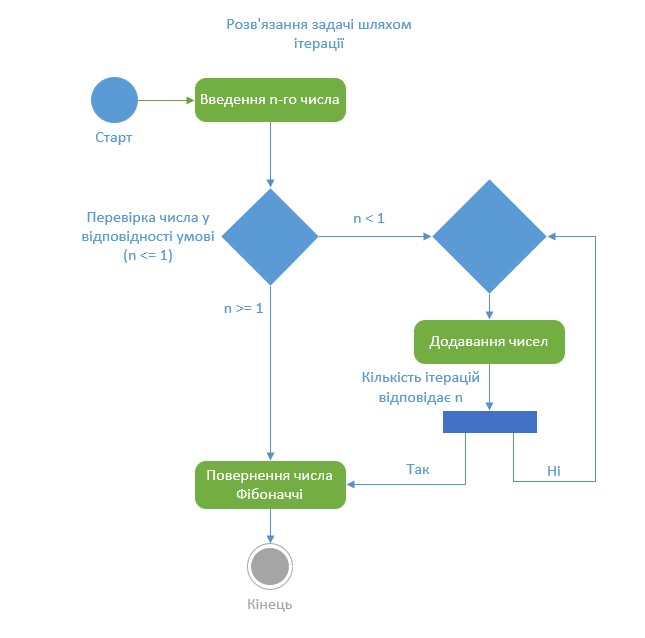 Розв'язання задачі шляхом
ітерації
Введення n-го числа
Старт
Перевірка числа у
відповідності умові
(n <= 1)
n < 1
n >= 1
Додавання чисел
Кількість ітерацій
відповідає n
Так
Ні
Повернення числа
Фібоначчі
Кінець